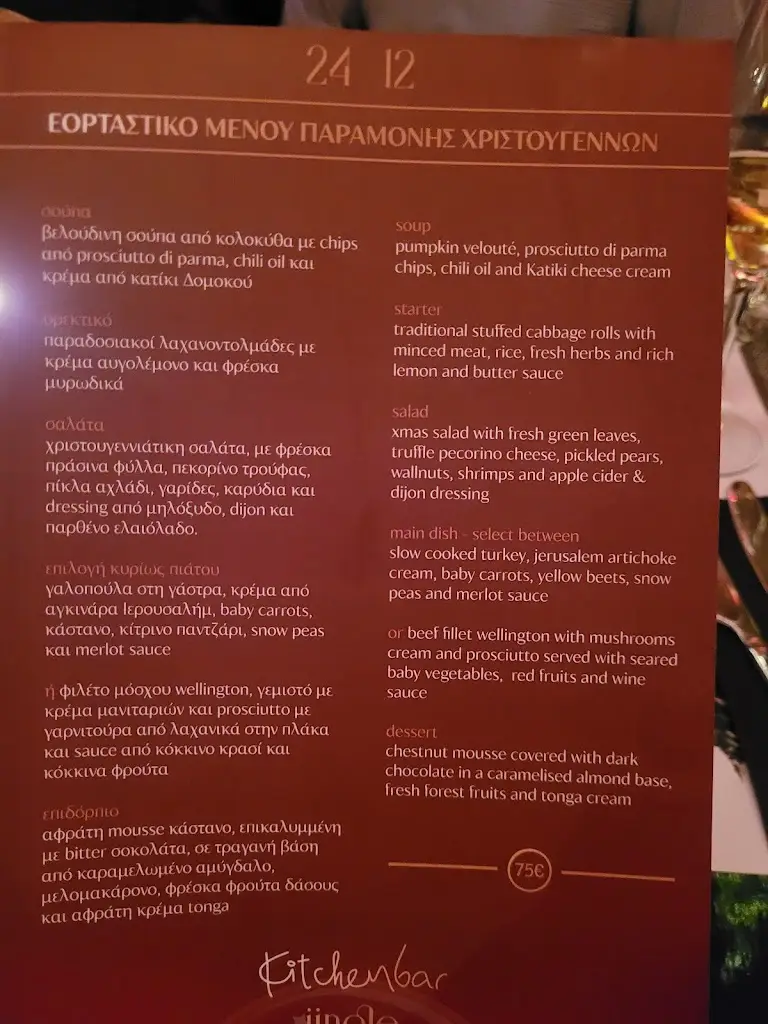 24 12
ΕΟΡΤΑΣΤΙΚΟ ΜΕΝΟΥ ΠΑΡΑΜΟΝΗΣ ΧΡΙΣΤΟΥΓΕΝΝΩΝ
σούπα
βελούδινη σούπα από κολοκύθα με chips
από prosciutto di parma, chili oil και
κρέμα από κατίκι Δομοκού
ορεκτικό
παραδοσιακοί λαχανοντολμάδες με
κρέμα αυγολέμονο και φρέσκα
μυρωδικά
σαλάτα
χριστουγεννιάτικη σαλάτα, με φρέσκα
πράσινα φύλλα, πεκορίνο τρούφας,
πίκλα αχλάδι, γαρίδες, καρύδια και
dressing από μηλόξυδο, dijon και
παρθένο ελαιόλαδο.
επιλογή κυρίως πιάτου
γαλοπούλα στη γάστρα, κρέμα από
αγκινάρα Ιερουσαλήμ, baby carrots,
κάστανο, κίτρινο παντζάρι, snow peas
και merlot sauce
ή φιλέτο μόσχου wellington, γεμιστό με
κρέμα μανιταριών και prosciutto με
γαρνιτούρα από λαχανικά στην πλάκα
και sauce από κόκκινο κρασί και
κόκκινα φρούτα
επιδόρπιο
αφράτη mousse κάστανο, επικαλυμμένη
με bitter σοκολάτα, σε τραγανή βάση
από καραμελωμένο αμύγδαλο,
μελομακάρονο, φρέσκα φρούτα δάσους
και αφράτη κρέμα tonga
soup
pumpkin velouté, prosciutto di parma
chips, chili oil and Katiki cheese cream
starter
traditional stuffed cabbage rolls with
minced meat, rice, fresh herbs and rich
lemon and butter sauce
salad
xmas salad with fresh green leaves,
truffle pecorino cheese, pickled pears,
wallnuts, shrimps and apple cider &
dijon dressing
main dish - select between
slow cooked turkey, jerusalem artichoke
cream, baby carrots, yellow beets, snow
peas and merlot sauce
or beef fillet wellington with mushrooms
cream and prosciutto served with seared
baby vegetables, red fruits and wine
sauce
dessert
chestnut mousse covered with dark
chocolate in a caramelised almond base,
fresh forest fruits and tonga cream
75€
Kitchenbar